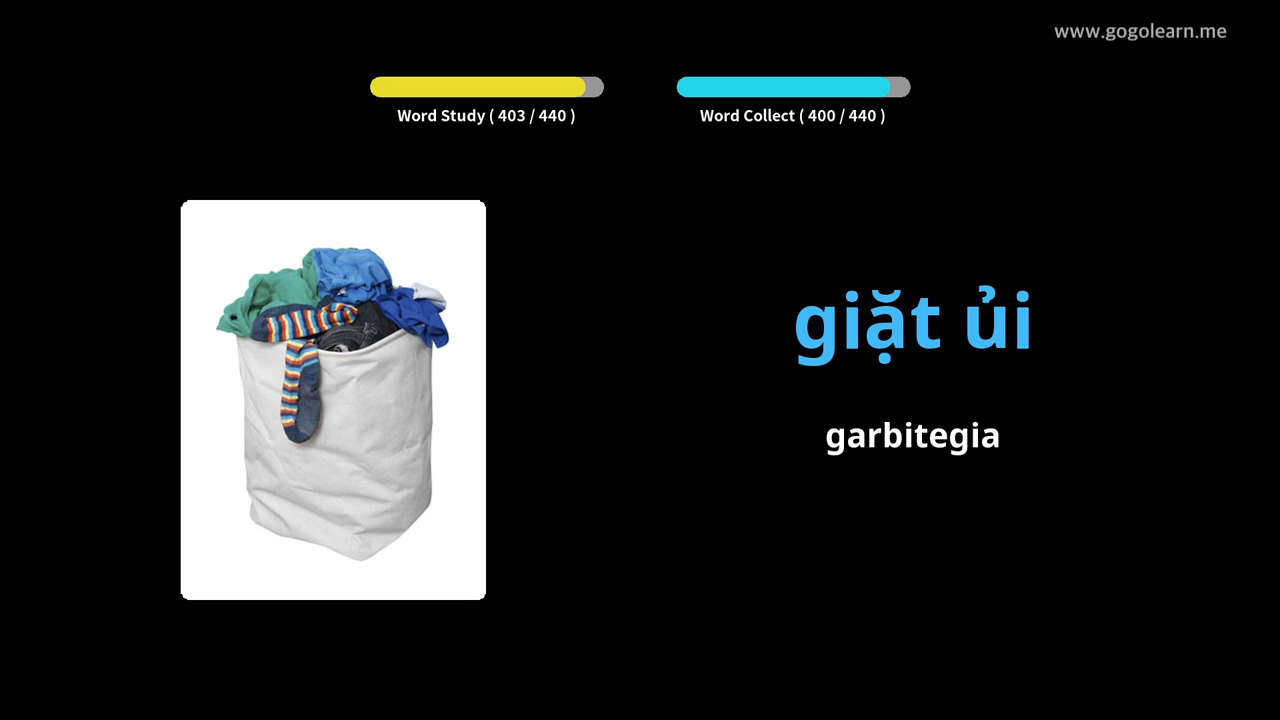 www.gogolearn.me
Word Study ( 403 / 440 )
Word Collect ( 400 / 440 )
giặt ủi
garbitegia